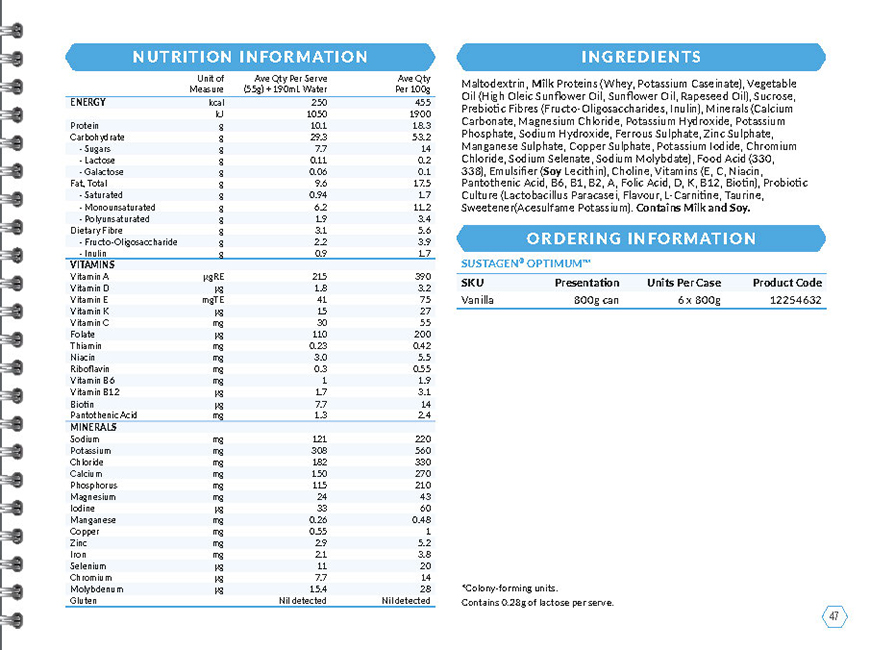 NUTRITION INFORMATION
Unit of Measure Ave Qty Per Serve (55g) + 190mL Water Ave Qty Per 100g
ENERGY kcal 250 455
kJ 1050 1900
Protein g 10.1 18.3
Carbohydrate g 29.3 53.2
- Sugars g 7.7 14
- Lactose g 0.11 0.2
- Galactose g 0.06 0.1
Fat, Total g 9.6 17.5
- Saturated g 0.94 1.7
- Monounsaturated g 6.2 11.2
- Polyunsaturated g 1.9 3.4
Dietary Fibre g 3.1 5.6
- Fructo-Oligosaccharide g 2.2 3.9
- Inulin g 0.9 1.7
VITAMINS
Vitamin A µgRE 215 390
Vitamin D µg 1.8 3.2
Vitamin E mgTE 41 75
Vitamin K µg 15 27
Vitamin C mg 30 55
Folate µg 110 200
Thiamin mg 0.23 0.42
Niacin mg 3.0 5.5
Riboflavin mg 0.3 0.55
Vitamin B6 mg 1 1.9
Vitamin B12 µg 1.7 3.1
Biotin µg 7.7 14
Pantothenic Acid mg 1.3 2.4
MINERALS
Sodium mg 121 220
Potassium mg 308 560
Chloride mg 182 330
Calcium mg 150 270
Phosphorus mg 115 210
Magnesium mg 24 43
Iodine µg 33 60
Manganese mg 0.26 0.48
Copper mg 0.55 1
Zinc mg 2.9 5.2
Iron mg 2.1 3.8
Selenium µg 11 20
Chromium µg 7.7 14
Molybdenum µg 15.4 28
Gluten Nil detected Nil detected
INGREDIENTS
Maltodextrin, Milk Proteins (Whey, Potassium Caseinate), Vegetable
Oil (High Oleic Sunflower Oil, Sunflower Oil, Rapeseed Oil), Sucrose,
Prebiotic Fibres (Fructo-Oligosaccharides, Inulin), Minerals (Calcium
Carbonate, Magnesium Chloride, Potassium Hydroxide, Potassium
Phosphate, Sodium Hydroxide, Ferrous Sulphate, Zinc Sulphate,
Manganese Sulphate, Copper Sulphate, Potassium Iodide, Chromium
Chloride, Sodium Selenate, Sodium Molybdate), Food Acid (330,
338), Emulsifier (Soy Lecithin), Choline, Vitamins (E, C, Niacin,
Pantothenic Acid, B6, B1, B2, A, Folic Acid, D, K, B12, Biotin), Probiotic
Culture (Lactobacillus Paracasei, Flavour, L-Carnitine, Taurine,
Sweetener(Acesulfame Potassium). Contains Milk and Soy.
ORDERING INFORMATION
SUSTAGEN® OPTIMUM™
SKU Presentation Units Per Case Product Code
Vanilla 800g can 6 x 800g 12254632
*Colony-forming units.
Contains 0.28g of lactose per serve.
47